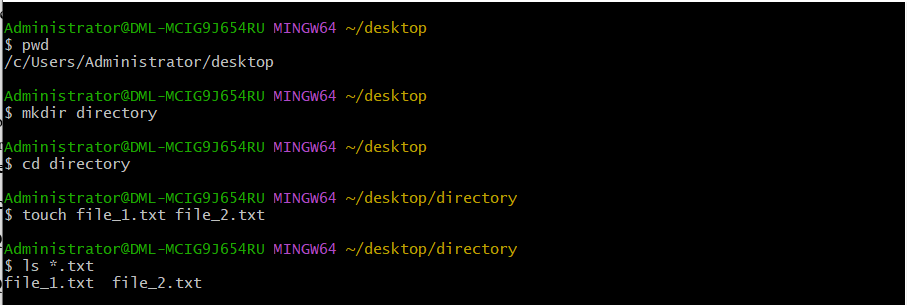 Administrator@DML-MCIG9J654RU MINGW64 ~/desktop
$ pwd
/c/Users/Administrator/desktop
Administrator@DML-MCIG9J654RU MINGW64 ~/desktop
$ mkdir directory
Administrator@DML-MCIG9J654RU MINGW64 ~/desktop
$ cd directory
Administrator@DML-MCIG9J654RU MINGW64 ~/desktop/directory
$ touch file_1.txt file_2.txt
Administrator@DML-MCIG9J654RU MINGW64 ~/desktop/directory
$ ls *.txt
file_1.txt  file_2.txt